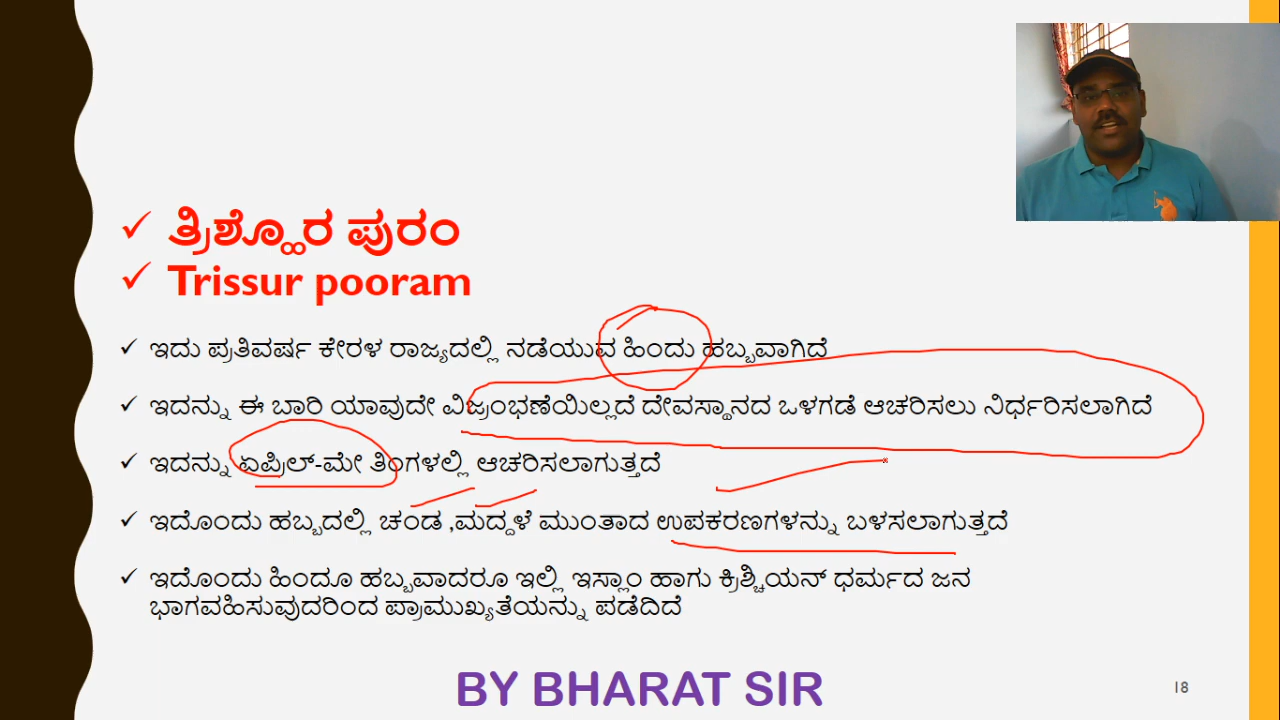 ತ್ರಿಶ್ಹೊರ ಪುರಂ
Trissur pooram
ಇದು ಪ್ರತಿವರ್ಷ ಕೇರಳ ರಾಜ್ಯದಲ್ಲಿ ನಡೆಯುವ ಹಿಂದು ಹಬ್ಬವಾಗಿದೆ
ಇದನ್ನು ಈ ಬಾರಿ ಯಾವುದೇ ವಿಜ್ರಂಭಣೆಯಿಲ್ಲದೆ ದೇವಸ್ಥಾನದ ಒಳಗಡೆ ಆಚರಿಸಲು ನಿರ್ಧರಿಸಲಾಗಿದೆ
ಇದನ್ನು ಏಪ್ರಿಲ್-ಮೇ ತಿಂಗಳಲ್ಲಿ ಆಚರಿಸಲಾಗುತ್ತದೆ
ಇದೊಂದು ಹಬ್ಬದಲ್ಲಿ ಚಂಡ ,ಮದ್ದಳೆ ಮುಂತಾದ ಉಪಕರಣಗಳನ್ನು ಬಳಸಲಾಗುತ್ತದೆ
ಇದೊಂದು ಹಿಂದೂ ಹಬ್ಬವಾದರೂ ಇಲ್ಲಿ ಇಸ್ಲಾಂ ಹಾಗು ಕ್ರಿಶ್ಚಿಯನ್ ಧರ್ಮದ ಜನ
ಭಾಗವಹಿಸುವುದರಿಂದ ಪ್ರಾಮುಖ್ಯತೆಯನ್ನು ಪಡೆದಿದೆ
BY BHARAT SIR
18